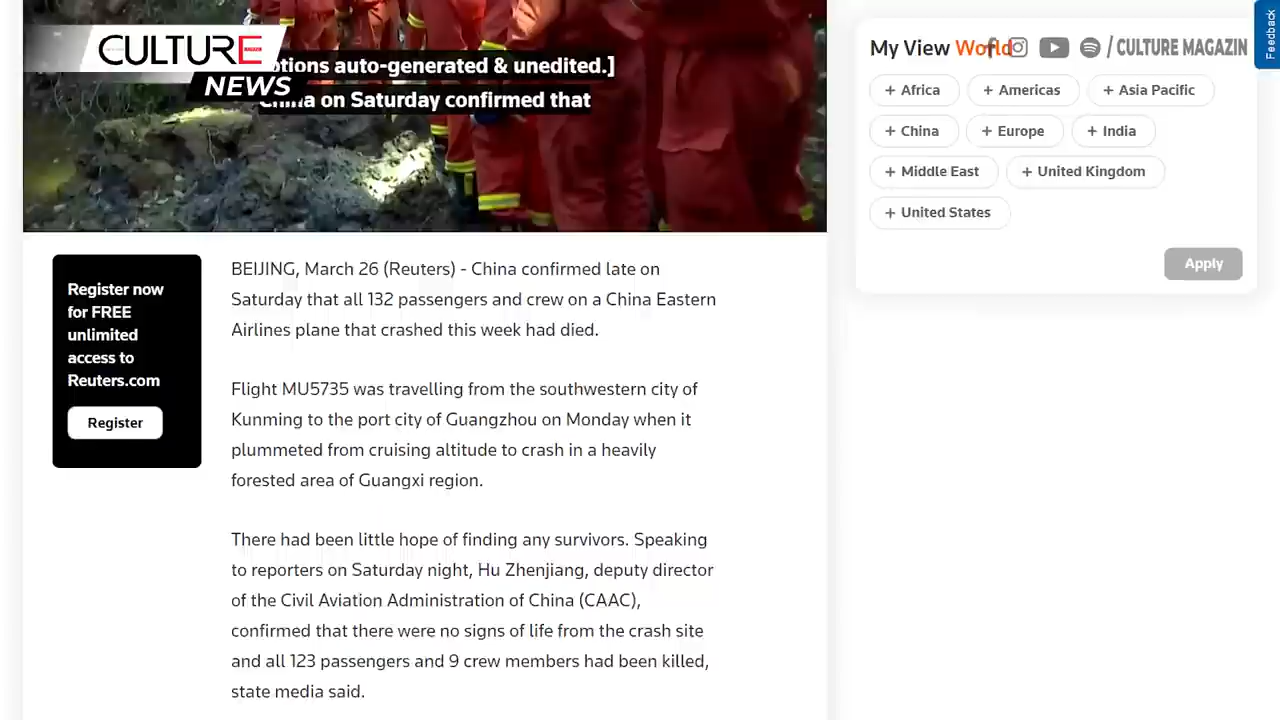 CULTURE
NEWS
otions auto-generated & unedited.]
China on Saturday confirmed that
My View World
/ CULTURE MAGAZIN
Feedback
+ Africa
+ Americas
+ Asia Pacific
+ China
+ Europe
+ India
+ Middle East
+ United Kingdom
+ United States
Apply
Register now
for FREE
unlimited
access to
Reuters.com
Register
BEIJING, March 26 (Reuters) - China confirmed late on
Saturday that all 132 passengers and crew on a China Eastern
Airlines plane that crashed this week had died.
Flight MU5735 was travelling from the southwestern city of
Kunming to the port city of Guangzhou on Monday when it
plummeted from cruising altitude to crash in a heavily
forested area of Guangxi region.
There had been little hope of finding any survivors. Speaking
to reporters on Saturday night, Hu Zhenjiang, deputy director
of the Civil Aviation Administration of China (CAAC),
confirmed that there were no signs of life from the crash site
and all 123 passengers and 9 crew members had been killed,
state media said.